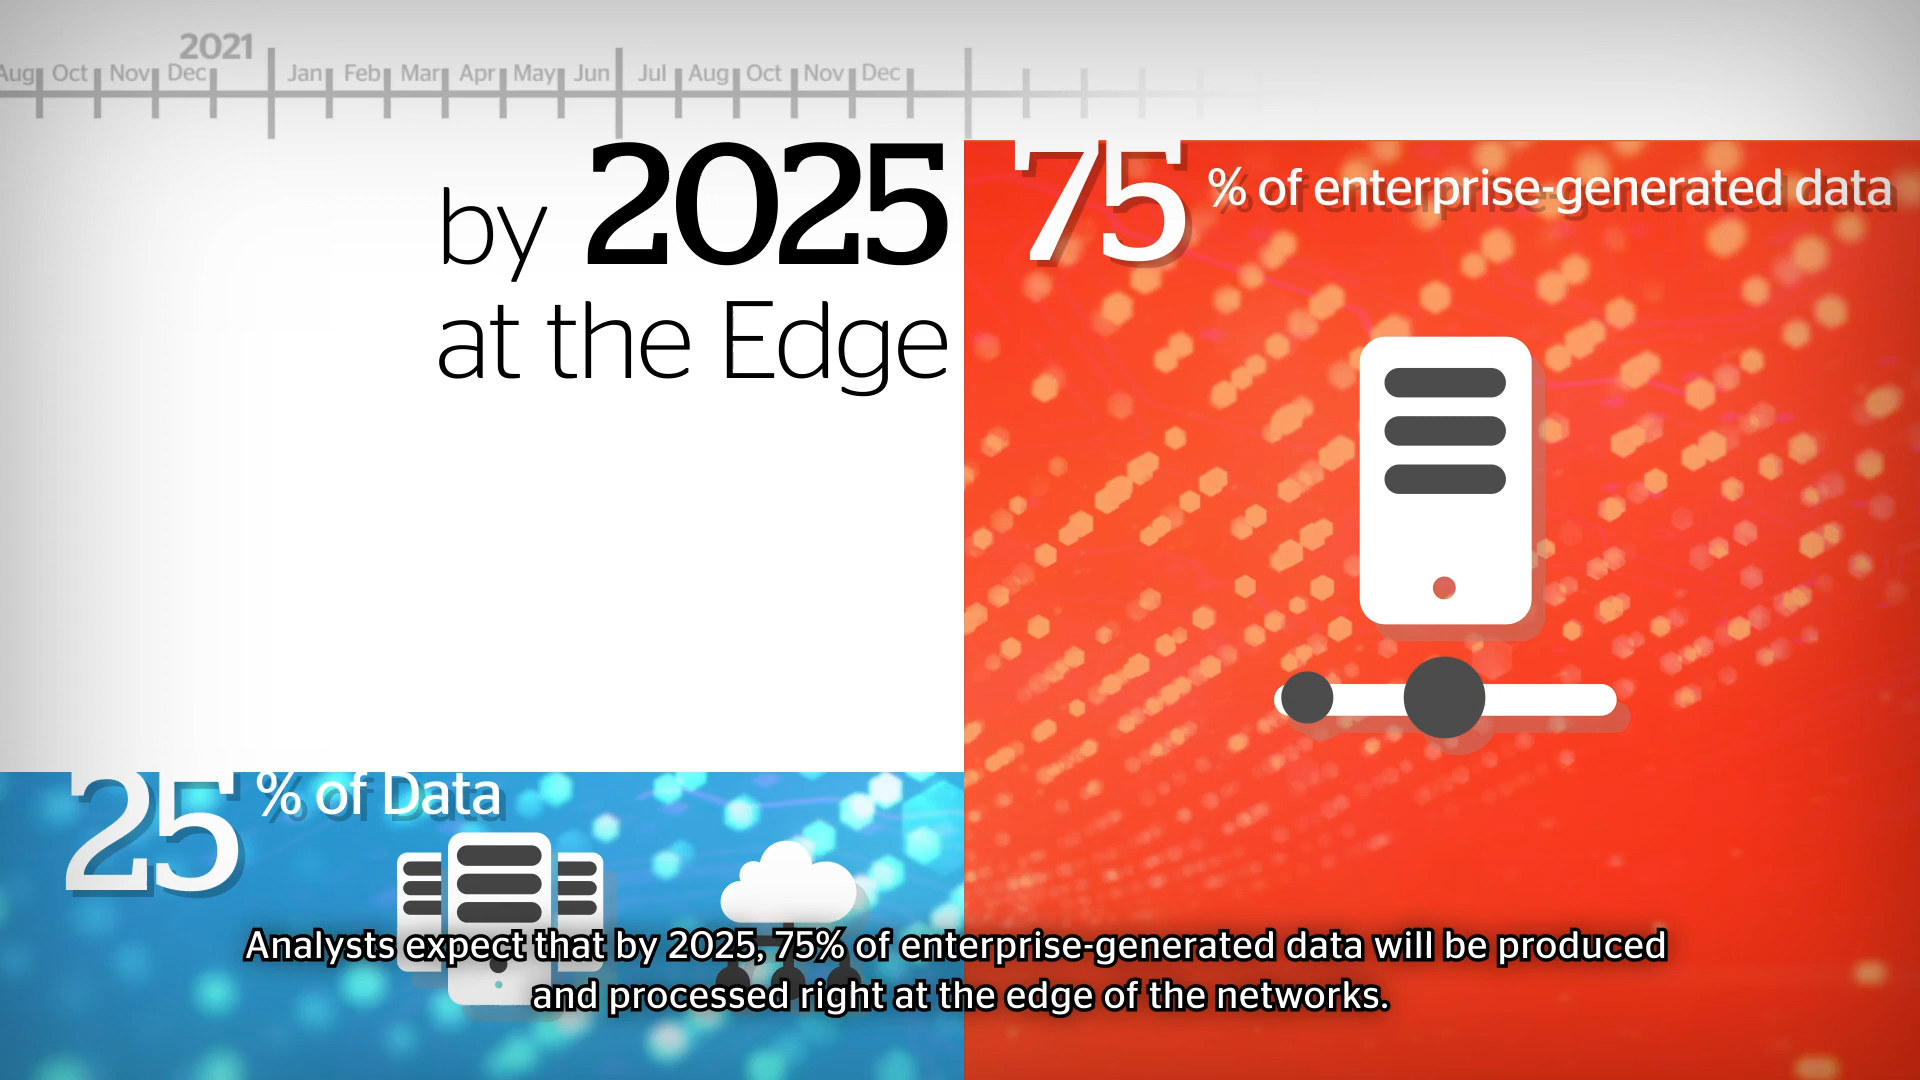 2021
Aug Oct Nov Dec Jan Feb Mar Apr May Jun Jul Aug Oct Nov Dec
by 2025
at the Edge
75 % of enterprise-generated data
25 % of Data
Analysts expect that by 2025, 75% of enterprise-generated data will be produced
and processed right at the edge of the networks.